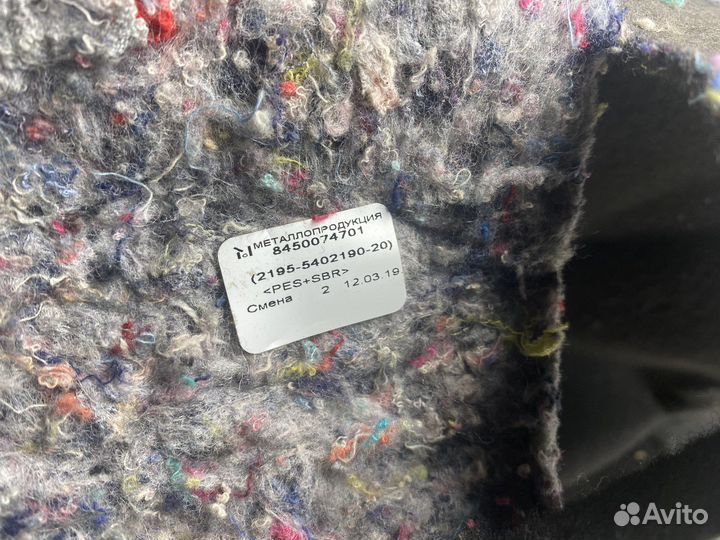 МЕТАЛЛОПРОДУКЦИЯ
8450074701
(2195-5402190-20)
<PES+SBR>
Смена 2 12.03.19
Avito